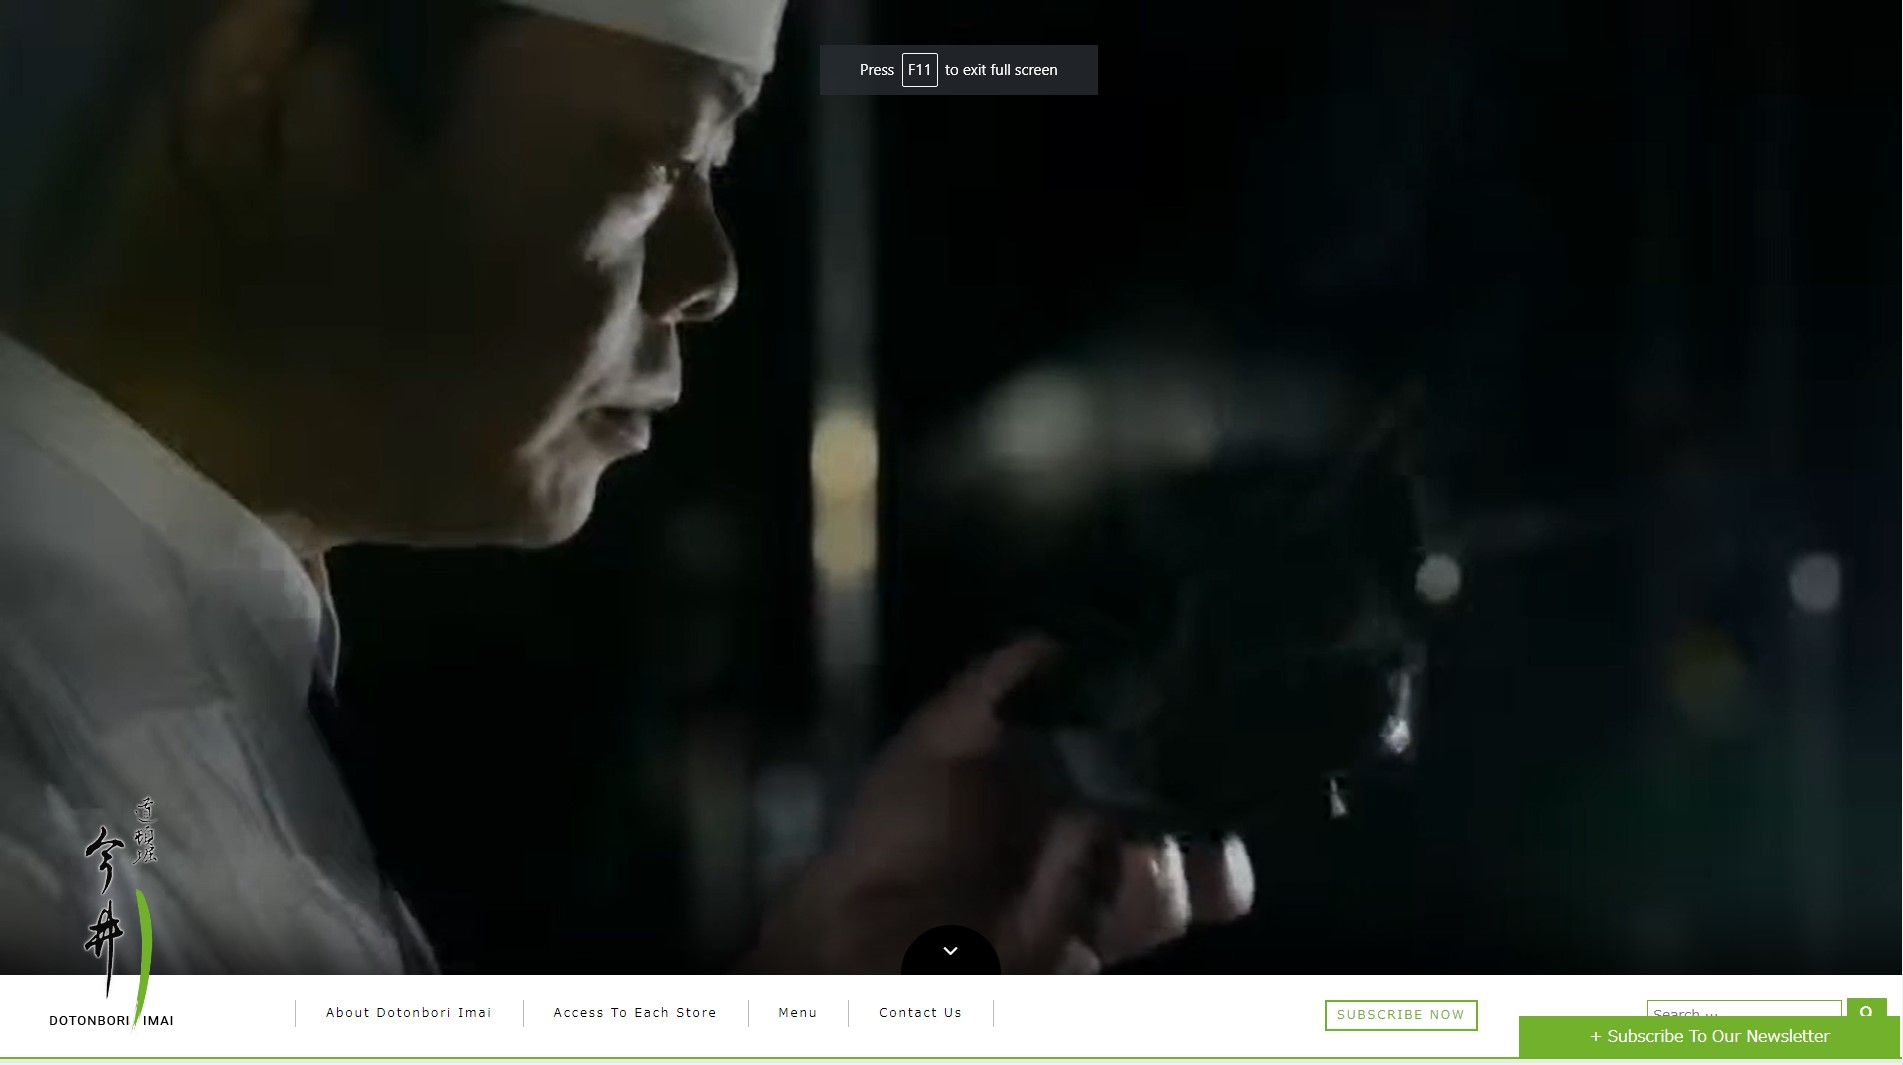 Press F11 to exit full screen
道頓堀
今井
DOTONBORI IMAI
About Dotonbori Imai
Access To Each Store
Menu
Contact Us
SUBSCRIBE NOW
Search …
+ Subscribe To Our Newsletter